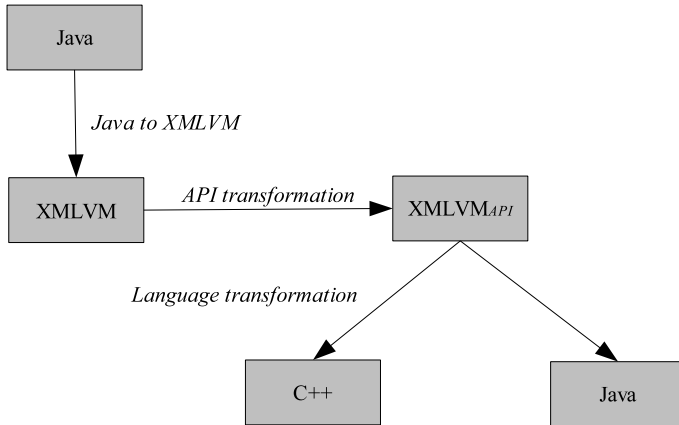 Java
Java to XMLVM
XMLVM
API transformation
XMLVMAPI
Language transformation
C++
Java